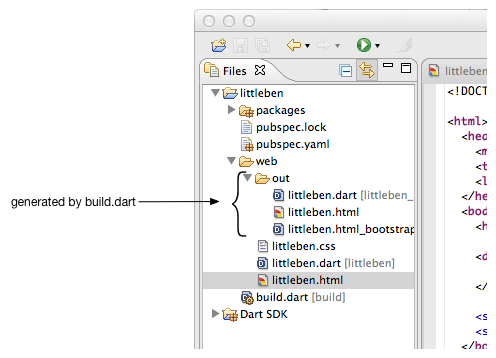 Files
littleben
littleben
<!DOCT
packages
pubspec.lock
<html>
pubspec.yaml
<he
web
<m
out
<t
littleben.dart [littleben_
<l
generated by build.dart
littleben.html
</he
littleben.html_bootstrap
<bod
littleben.css
<h
littleben.dart [littleben]
<d
littleben.html
</
build.dart [build]
Dart SDK
<s
<s
</bo